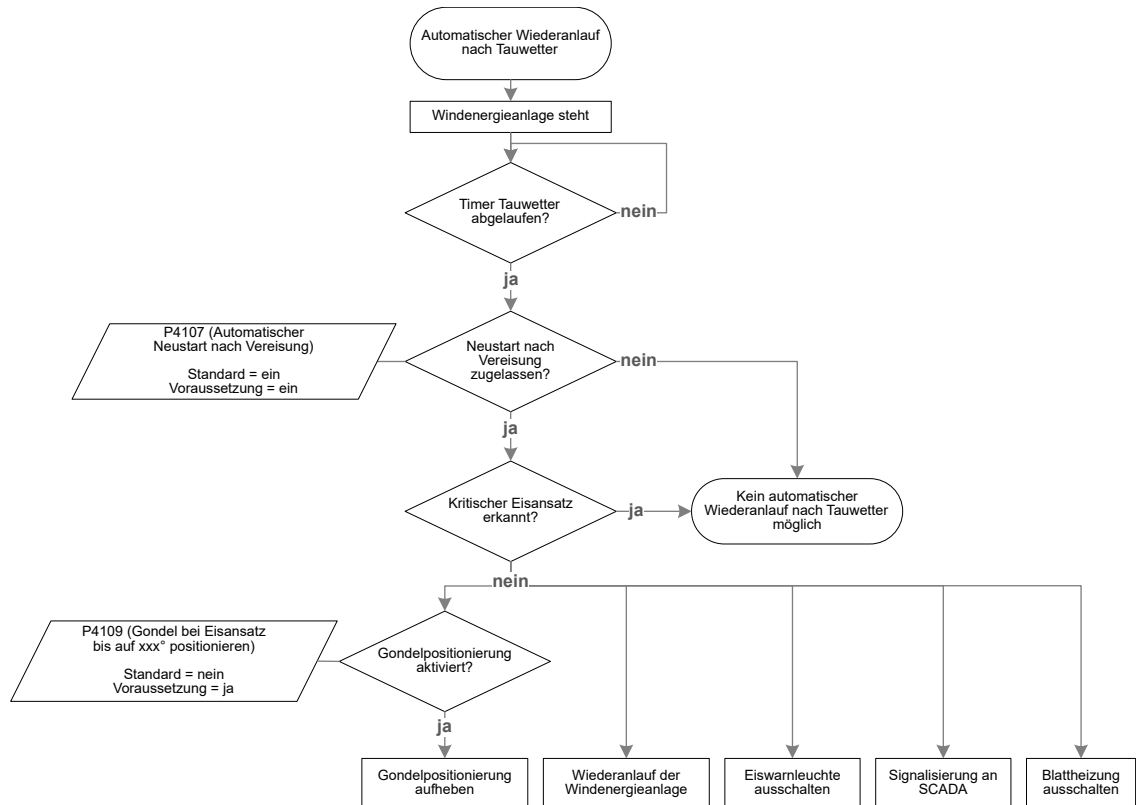 Automatischer Wiederanlauf
nach Tauwetter
Windenergieanlage steht
Timer Tauwetter
abgelaufen?
nein
ja
P4107 (Automatischer
Neustart nach Vereisung)
Standard = ein
Voraussetzung = ein
Neustart nach
Vereisung
zugelassen?
nein
ja
Kritischer Eisansatz
erkannt?
ja
Kein automatischer
Wiederanlauf nach Tauwetter
möglich
nein
P4109 (Gondel bei Eisansatz
bis auf xxx° positionieren)
Standard = nein
Voraussetzung = ja
Gondelpositionierung
aktiviert?
ja
Gondelpositionierung
aufheben
Wiederanlauf der
Windenergieanlage
Eiswarnleuchte
ausschalten
Signalisierung an
SCADA
Blattheizung
ausschalten